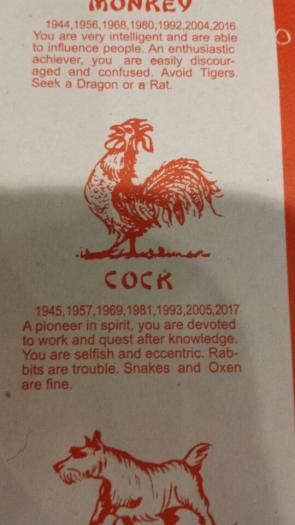 MONKEY
1944,1956,1968,1980,1992,2004,2016
You are very intelligent and are able
to influence people. An enthusiastic
achiever, you are easily discour-
aged and confused. Avoid Tigers.
Seek a Dragon or a Rat.
COCK
1945,1957,1969,1981,1993,2005,2017
A pioneer in spirit, you are devoted
to work and quest after knowledge.
You are selfish and eccentric. Rab-
bits are trouble. Snakes and Oxen
are fine.